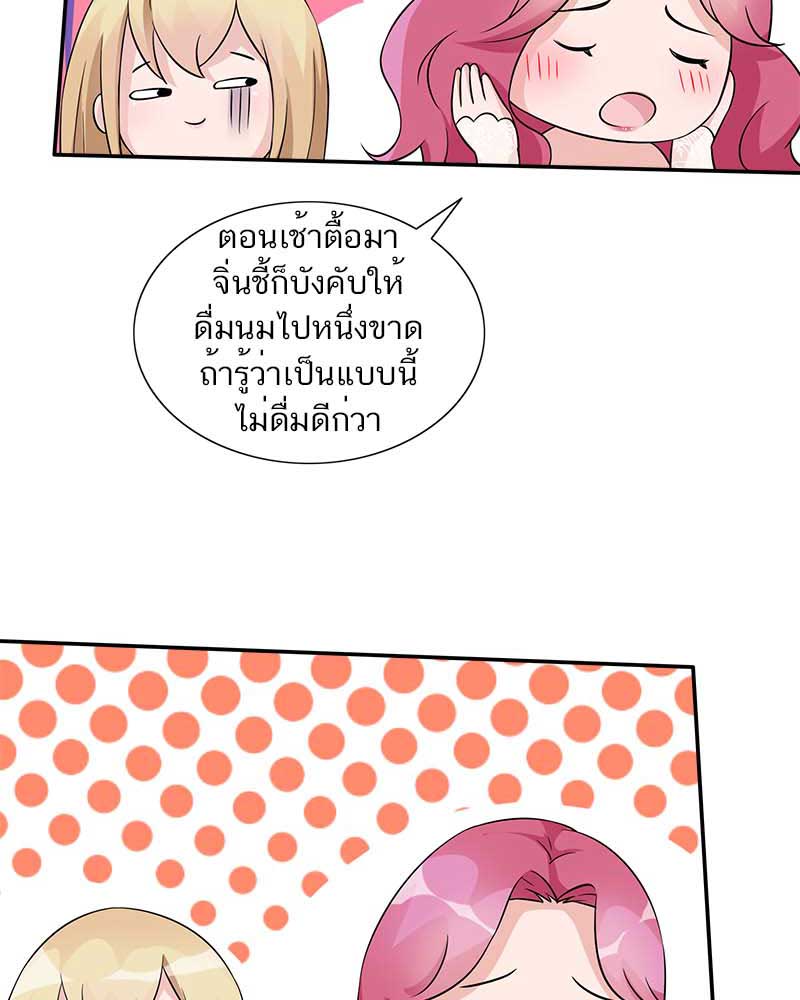 ตอนเช้าตื้อมา
จิ่นซี้ก็บังคับให้
ดื่มนมไปหนึ่งขาด
ถ้ารู้ว่าเป็นแบบนี้
ไม่ดื่มดีก่วา